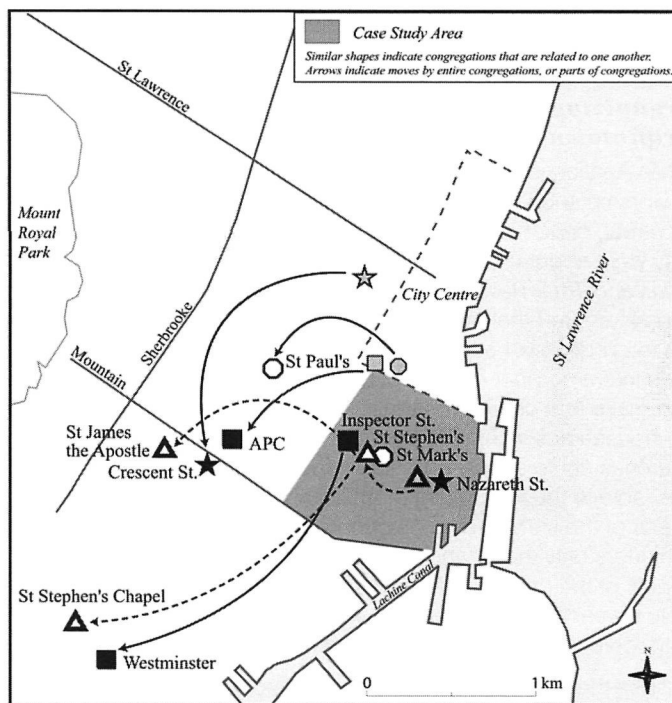 Case Study Area
Similar shapes indicate congregations that are related to one another.
Arrows indicate moves by entire congregations, or parts of congregations.
St Lawrence
Mount
Royal
Park
Sherbrooke
City Centre
St Lawrence River
Mountain
St Paul's
Inspector St.
St James
the Apostle
APC
St Stephen's
St Mark's
Crescent St.
Nazareth St.
St Stephen's Chapel
Lachine Canal
Westminster
0
1 km
N